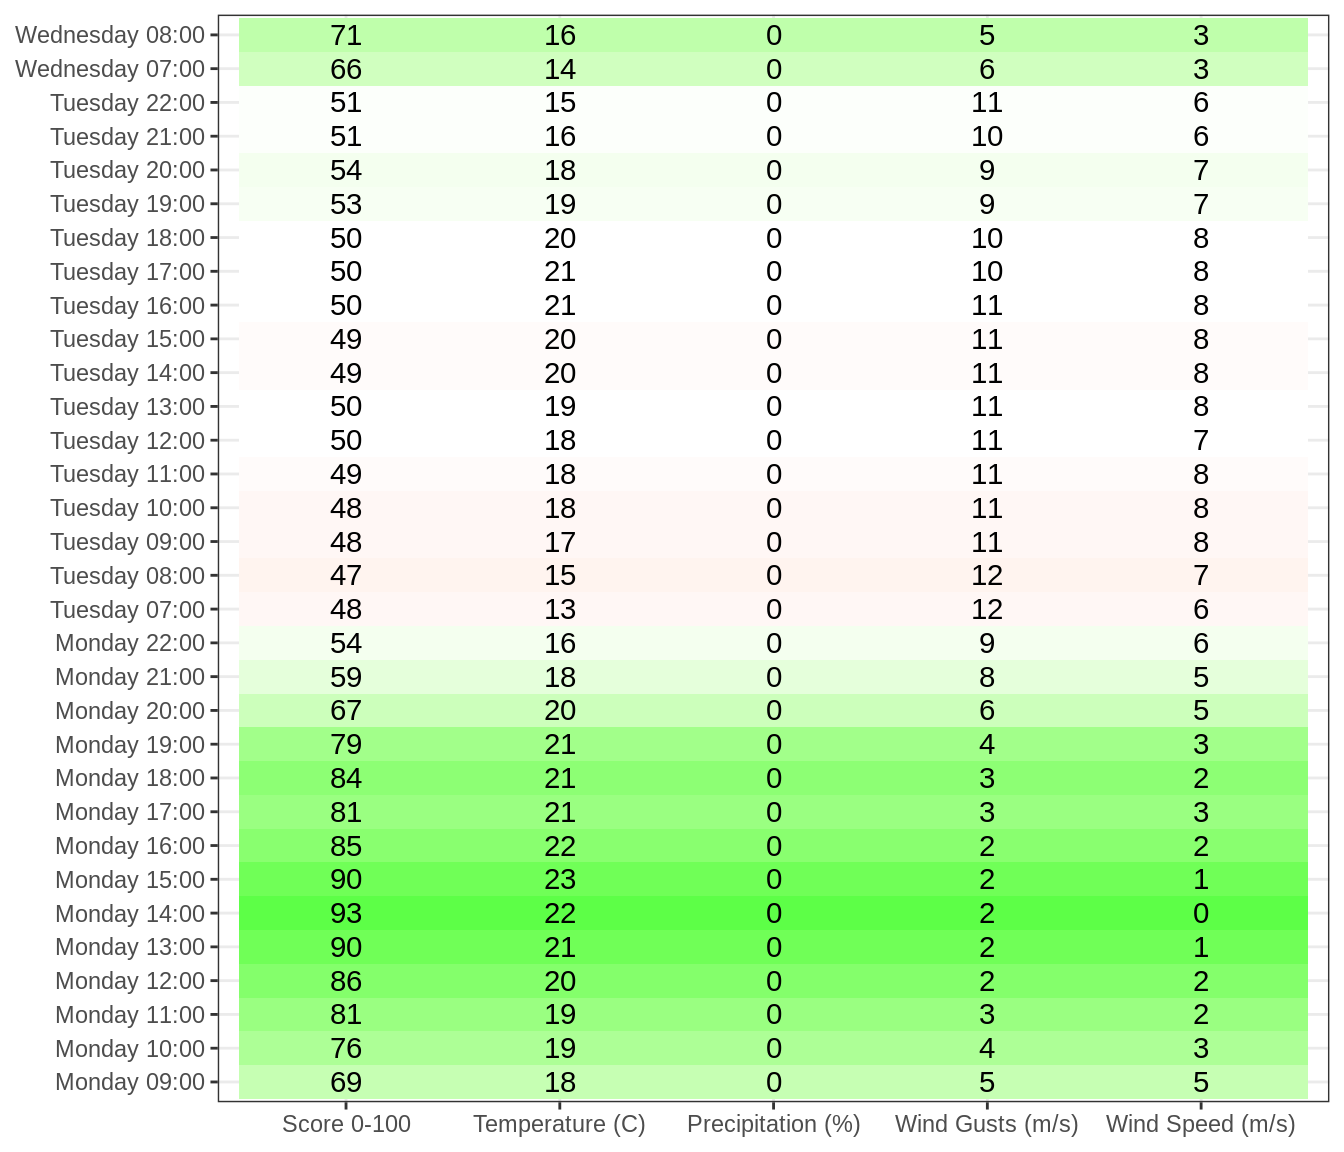 Wednesday 08:00 71 16 0 5 3
Wednesday 07:00 66 14 0 6 3
Tuesday 22:00 51 15 0 11 6
Tuesday 21:00 51 16 0 10 6
Tuesday 20:00 54 18 0 9 7
Tuesday 19:00 53 19 0 9 7
Tuesday 18:00 50 20 0 10 8
Tuesday 17:00 50 21 0 10 8
Tuesday 16:00 50 21 0 11 8
Tuesday 15:00 49 20 0 11 8
Tuesday 14:00 49 20 0 11 8
Tuesday 13:00 50 19 0 11 8
Tuesday 12:00 50 18 0 11 7
Tuesday 11:00 49 18 0 11 8
Tuesday 10:00 48 18 0 11 8
Tuesday 09:00 48 17 0 11 8
Tuesday 08:00 47 15 0 12 7
Tuesday 07:00 48 13 0 12 6
Monday 22:00 54 16 0 9 6
Monday 21:00 59 18 0 8 5
Monday 20:00 67 20 0 6 5
Monday 19:00 79 21 0 4 3
Monday 18:00 84 21 0 3 2
Monday 17:00 81 21 0 3 3
Monday 16:00 85 22 0 2 2
Monday 15:00 90 23 0 2 1
Monday 14:00 93 22 0 2 0
Monday 13:00 90 21 0 2 1
Monday 12:00 86 20 0 2 2
Monday 11:00 81 19 0 3 2
Monday 10:00 76 19 0 4 3
Monday 09:00 69 18 0 5 5
Score 0-100 Temperature (C) Precipitation (%) Wind Gusts (m/s) Wind Speed (m/s)